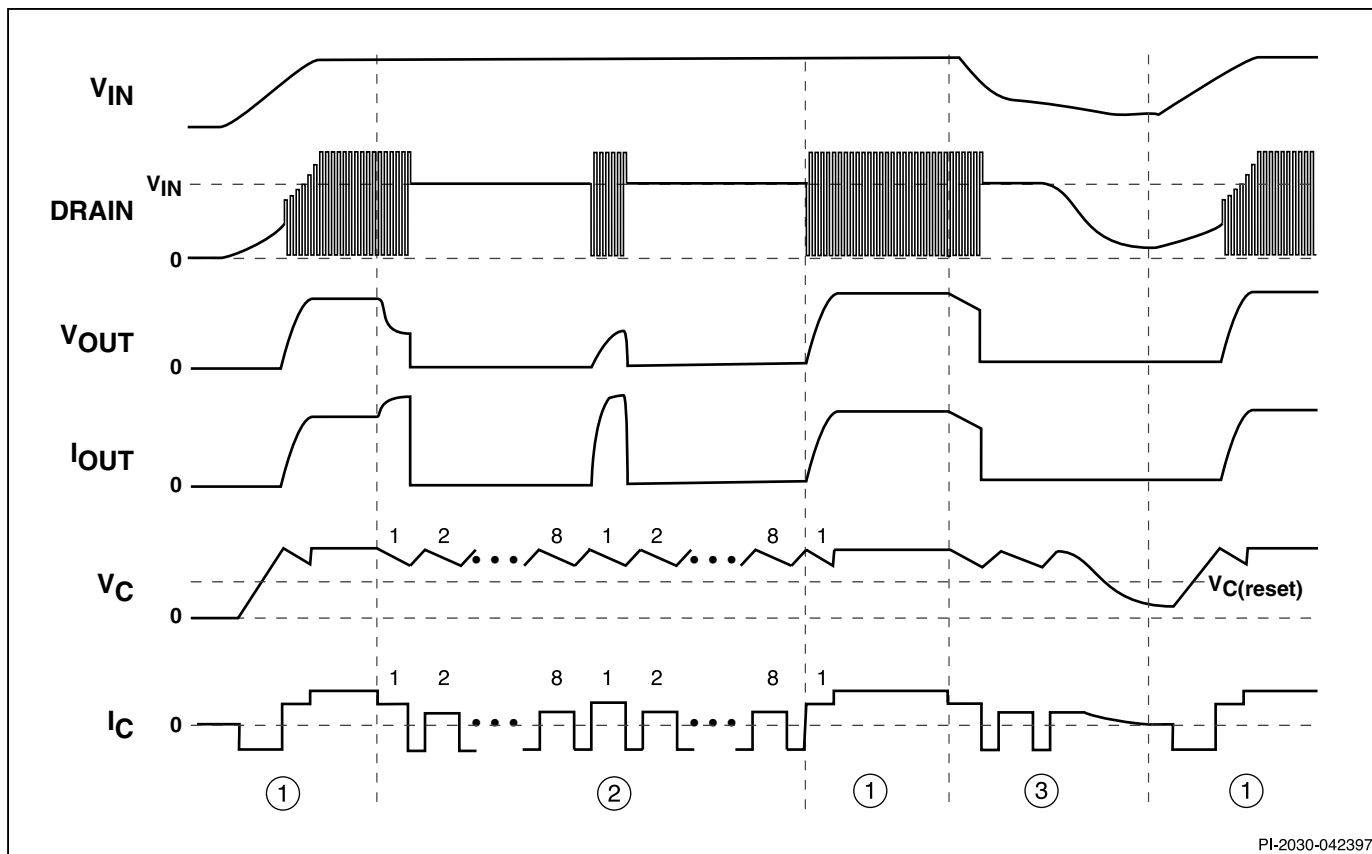 VIN
VIN
DRAIN
0
VOUT
0
IOUT
0
1 2 8 1 2 8 1
VC
0
VC(reset)
1 2 8 1 2 8 1
IC
0
1 2 1 3 1
PI-2030-042397